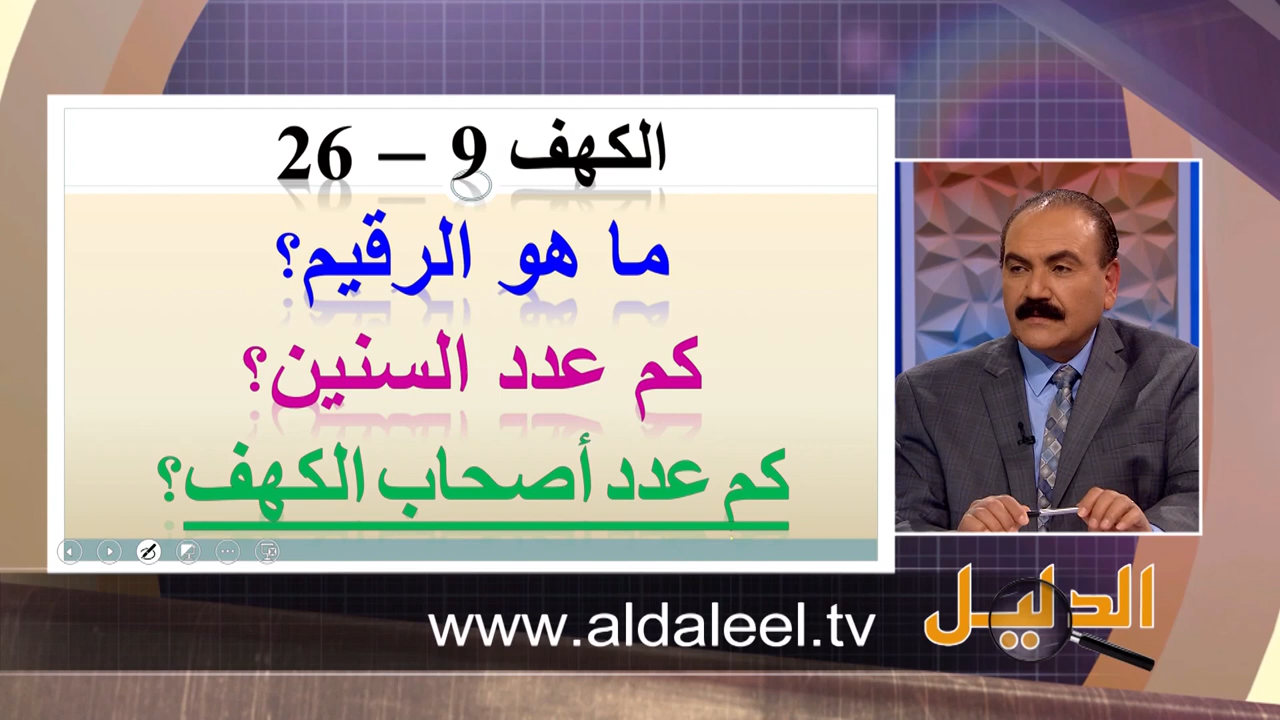 الكهف 9 – 26
ما هو الرقيم؟
كم عدد السنين؟
كم عدد أصحاب الكهف؟
www.aldaleel.tv
الدليل